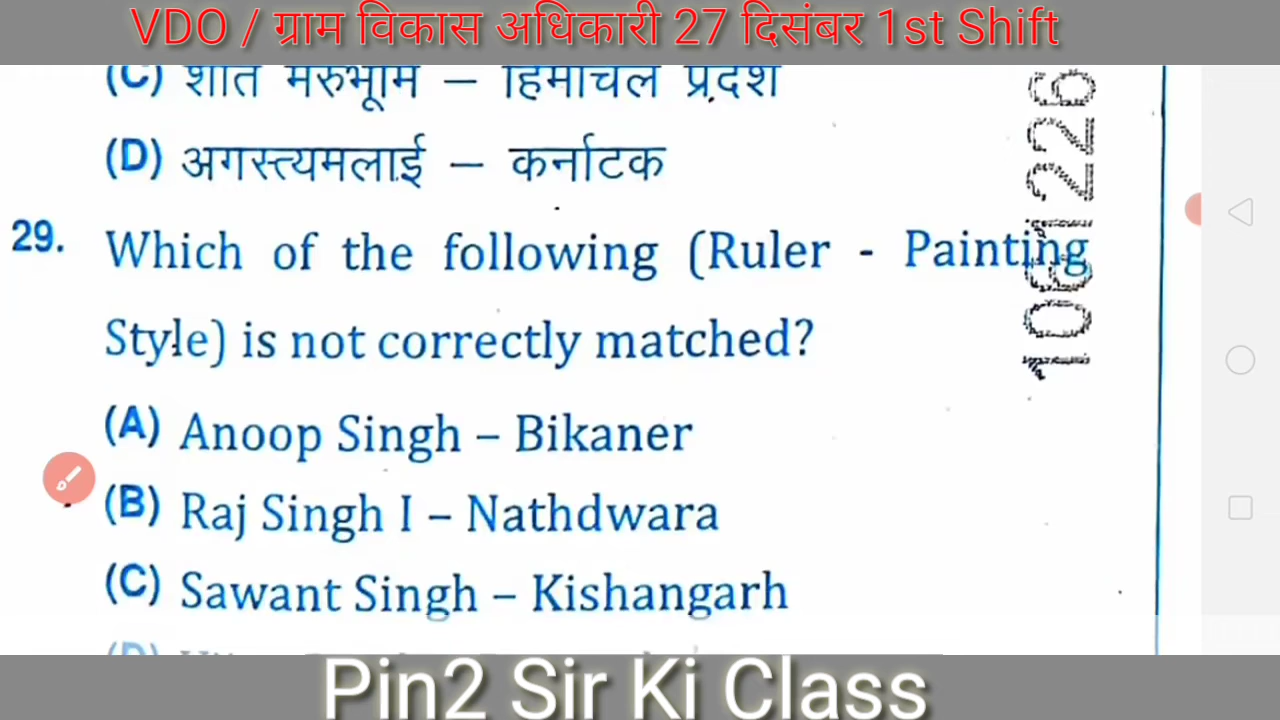 VDO / ग्राम विकास अधिकारी 27 दिसंबर 1st Shift
(C) शीत मरुभूमि – हिमाचल प्रदेश
(D) अगस्त्यमलाई – कर्नाटक
29. Which of the following (Ruler - Painting
Style) is not correctly matched?
(A) Anoop Singh – Bikaner
(B) Raj Singh I – Nathdwara
(C) Sawant Singh – Kishangarh
(D)
1061226
Pin2 Sir Ki Class